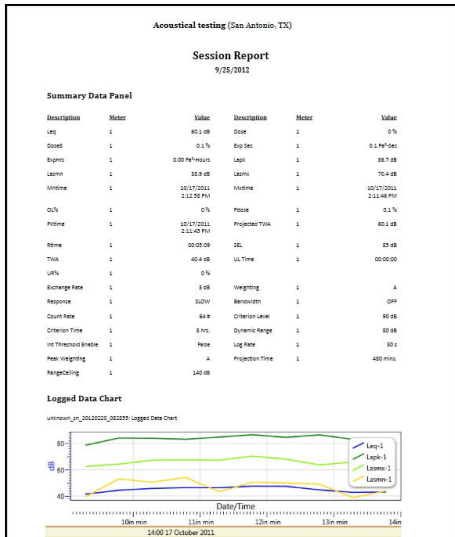 Acoustical testing (San Antonio, TX)
Session Report
9/25/2012
Summary Data Panel
Description Meter Value Description Meter Value
Leq 1 60.1 dB Dose 1 0 %
Dose8 1 0.1 % Exp Sec 1 0.1 Pa²-Sec
ExpHrs 1 0.00 Pa²-Hours Lapk 1 86.7 dB
Lasmn 1 38.9 dB Lasmx 1 70.4 dB
Mntime 1 10/17/2011 2:12:58 PM Mxtime 1 10/17/2011 2:11:46 PM
OL% 1 0 % Pdose 1 0.1 %
PKtime 1 10/17/2011 2:11:45 PM Projected TWA 1 60.1 dB
Rtime 1 00:05:09 SEL 1 85 dB
TWA 1 40.4 dB UL Time 1 00:00:00
UR% 1 0 %
Exchange Rate 1 3 dB Weighting 1 A
Response 1 SLOW Bandwidth 1 OFF
Count Rate 1 64 # Criterion Level 1 90 dB
Criterion Time 1 8 hrs. Dynamic Range 1 80 dB
Int Threshold Enable 1 False Log Rate 1 30 s
Peak Weighting 1 A Projection Time 1 480 mins.
RangeCeiling 1 140 dB
Logged Data Chart
unknown_sn_20120220_082855: Logged Data Chart
80
60
40
dB
Leq-1
Lapk-1
Lasmx-1
Lasmn-1
Date/Time
10in min 11in min 12in min 13in min 14in
14:00 17 October 2011